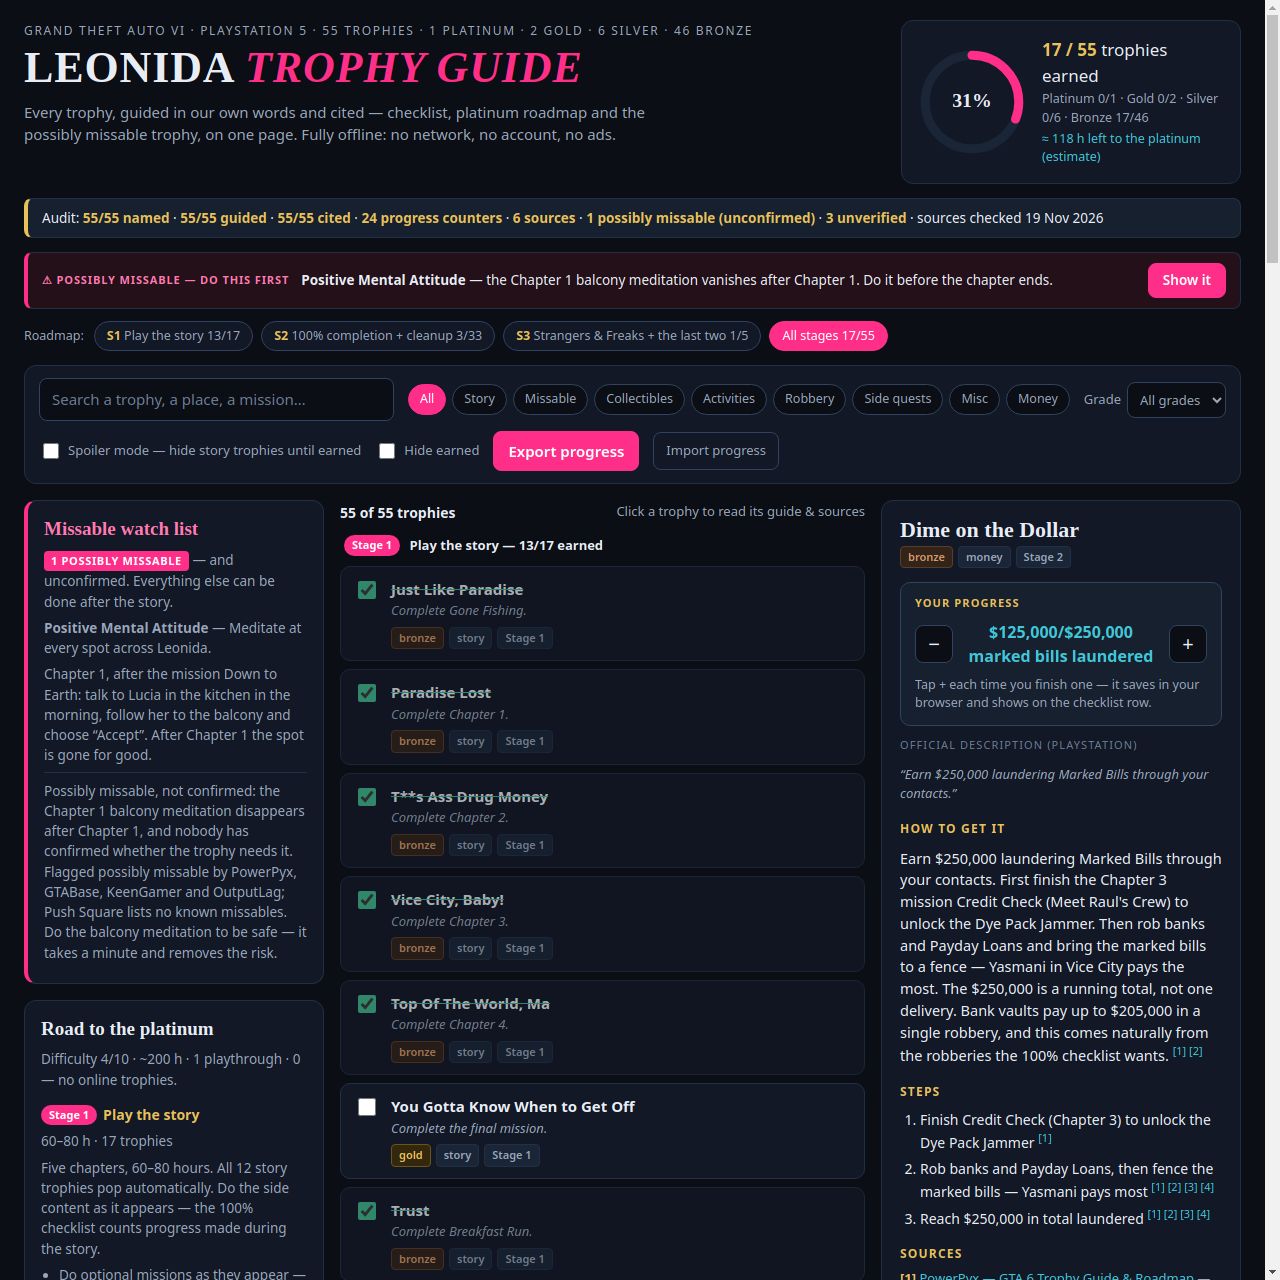 GRAND THEFT AUTO VI · PLAYSTATION 5 · 55 TROPHIES · 1 PLATINUM · 2 GOLD · 6 SILVER · 46 BRONZE
LEONIDA TROPHY GUIDE
Every trophy, guided in our own words and cited — checklist, platinum roadmap and the
possibly missable trophy, on one page. Fully offline: no network, no account, no ads.
31%
17 / 55 trophies
earned
Platinum 0/1 · Gold 0/2 · Silver
0/6 · Bronze 17/46
≈ 118 h left to the platinum
(estimate)
Audit: 55/55 named · 55/55 guided · 55/55 cited · 24 progress counters · 6 sources · 1 possibly missable (unconfirmed) · 3 unverified · sources checked 19 Nov 2026
⚠ POSSIBLY MISSABLE — DO THIS FIRST Positive Mental Attitude — the Chapter 1 balcony meditation vanishes after Chapter 1. Do it before the chapter ends. Show it
Roadmap: S1 Play the story 13/17 S2 100% completion + cleanup 3/33 S3 Strangers & Freaks + the last two 1/5 All stages 17/55
Search a trophy, a place, a mission... All Story Missable Collectibles Activities Robbery Side quests Misc Money Grade All grades
Spoiler mode — hide story trophies until earned Hide earned Export progress Import progress
Missable watch list
1 POSSIBLY MISSABLE — and
unconfirmed. Everything else can be
done after the story.
Positive Mental Attitude — Meditate at
every spot across Leonida.
Chapter 1, after the mission Down to
Earth: talk to Lucia in the kitchen in the
morning, follow her to the balcony and
choose “Accept”. After Chapter 1 the spot
is gone for good.
Possibly missable, not confirmed: the
Chapter 1 balcony meditation disappears
after Chapter 1, and nobody has
confirmed whether the trophy needs it.
Flagged possibly missable by PowerPyx,
GTABase, KeenGamer and OutputLag;
Push Square lists no known missables.
Do the balcony meditation to be safe — it
takes a minute and removes the risk.
Road to the platinum
Difficulty 4/10 · ~200 h · 1 playthrough · 0
— no online trophies.
Stage 1 Play the story
60–80 h · 17 trophies
Five chapters, 60–80 hours. All 12 story
trophies pop automatically. Do the side
content as it appears — the 100%
checklist counts progress made during
the story.
• Do optional missions as they appear —
55 of 55 trophies Click a trophy to read its guide & sources
Stage 1 Play the story — 13/17 earned
Just Like Paradise
Complete Gone Fishing.
bronze story Stage 1
Paradise Lost
Complete Chapter 1.
bronze story Stage 1
T**s Ass Drug Money
Complete Chapter 2.
bronze story Stage 1
Vice City, Baby!
Complete Chapter 3.
bronze story Stage 1
Top Of The World, Ma
Complete Chapter 4.
bronze story Stage 1
You Gotta Know When to Get Off
Complete the final mission.
gold story Stage 1
Trust
Complete Breakfast Run.
bronze story Stage 1
Dime on the Dollar
bronze money Stage 2
YOUR PROGRESS
− $125,000/$250,000
marked bills laundered +
Tap + each time you finish one — it saves in your
browser and shows on the checklist row.
OFFICIAL DESCRIPTION (PLAYSTATION)
“Earn $250,000 laundering Marked Bills through your
contacts.”
HOW TO GET IT
Earn $250,000 laundering Marked Bills through
your contacts. First finish the Chapter 3
mission Credit Check (Meet Raul's Crew) to
unlock the Dye Pack Jammer. Then rob banks
and Payday Loans and bring the marked bills
to a fence — Yasmani in Vice City pays the
most. The $250,000 is a running total, not one
delivery. Bank vaults pay up to $205,000 in a
single robbery, and this comes naturally from
the robberies the 100% checklist wants. [1] [2]
STEPS
1. Finish Credit Check (Chapter 3) to unlock the
Dye Pack Jammer [1]
2. Rob banks and Payday Loans, then fence the
marked bills — Yasmani pays most [1] [2] [3] [4]
3. Reach $250,000 in total laundered [1] [2] [3] [4]
SOURCES
[1] PowerPyx — GTA 6 Trophy Guide & Roadmap —